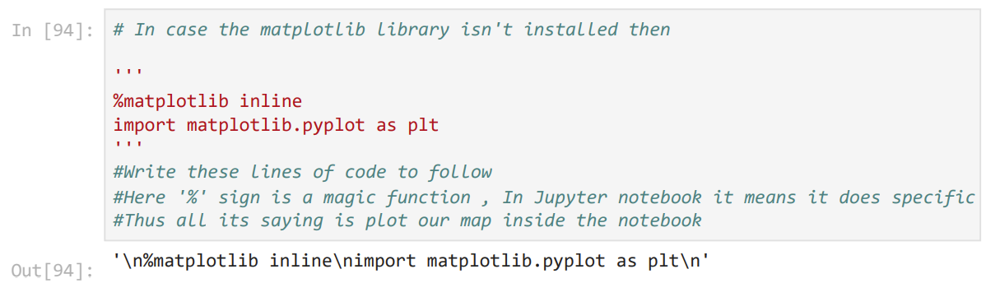 In [94]: # In case the matplotlib library isn't installed then
'''
%matplotlib inline
import matplotlib.pyplot as plt
'''
#Write these lines of code to follow
#Here '%' sign is a magic function , In Jupyter notebook it means it does specific
#Thus all its saying is plot our map inside the notebook
Out[94]: '\n%matplotlib inline\nimport matplotlib.pyplot as plt\n'